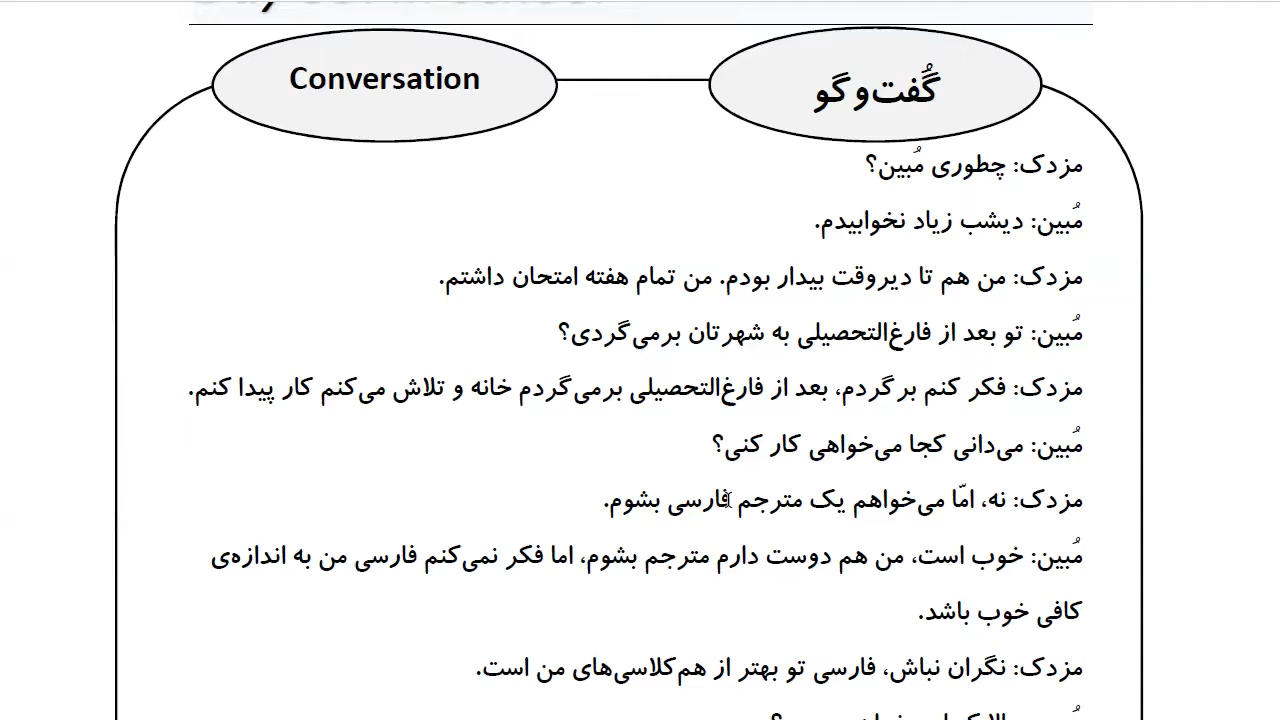 Conversation
گُفت‌وگو
مزدک: چطوری مُبین؟
مُبین: دیشب زیاد نخوابیدم.
مزدک: من هم تا دیروقت بیدار بودم. من تمام هفته امتحان داشتم.
مُبین: تو بعد از فارغ‌التحصیلی به شهرتان برمی‌گردی؟
مزدک: فکر کنم برگردم، بعد از فارغ‌التحصیلی برمی‌گردم خانه و تلاش می‌کنم کار پیدا کنم.
مُبین: می‌دانی کجا می‌خواهی کار کنی؟
مزدک: نه، امّا می‌خواهم یک مترجم فارسی بشوم.
مُبین: خوب است، من هم دوست دارم مترجم بشوم، اما فکر نمی‌کنم فارسی من به اندازه‌ی
کافی خوب باشد.
مزدک: نگران نباش، فارسی تو بهتر از هم‌کلاسی‌های من است.